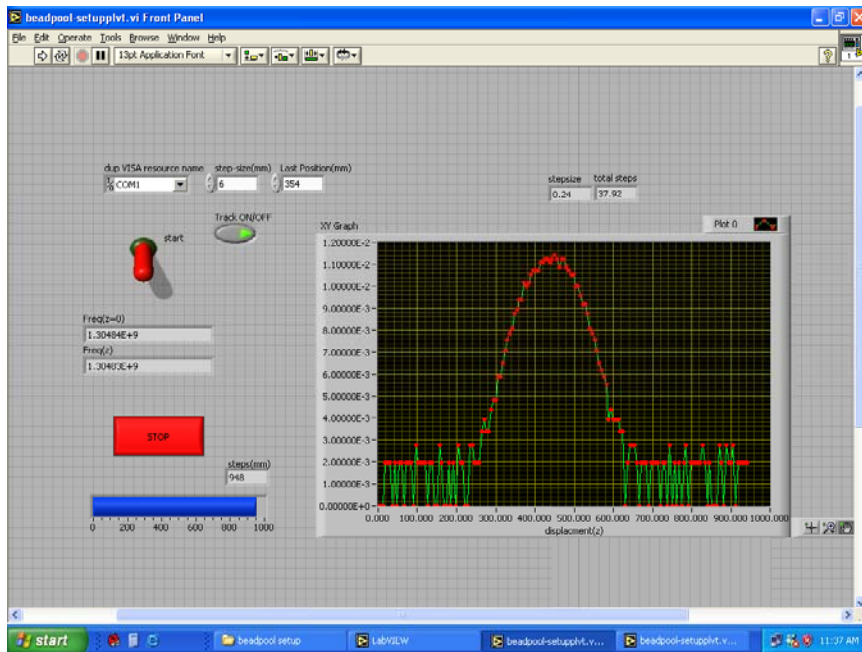 beadpool-setupplvt.vi Front Panel
File Edit Operate Tools Browse Window Help
13pt Application Font
dup VISA resource name step-size(mm) Last Position(mm)
COM1 6 354
stepsize total steps
0.24 37.92
Track ON/OFF
start
XY Graph
Plot 0
1.20000E-2
1.10000E-2
1.00000E-2
9.00000E-3
8.00000E-3
7.00000E-3
6.00000E-3
5.00000E-3
4.00000E-3
3.00000E-3
2.00000E-3
1.00000E-3
0.00000E+0
0.000 100.000 200.000 300.000 400.000 500.000 600.000 700.000 800.000 900.000 1000.000
displacment(z)
Freq(z=0)
1.30484E+9
Freq(z)
1.30483E+9
STOP
steps(mm)
948
0 200 400 600 800 1000
start beadpool setup LabVIEW beadpool-setupplvt.v... beadpool-setupplvt.v... 11:37 AM